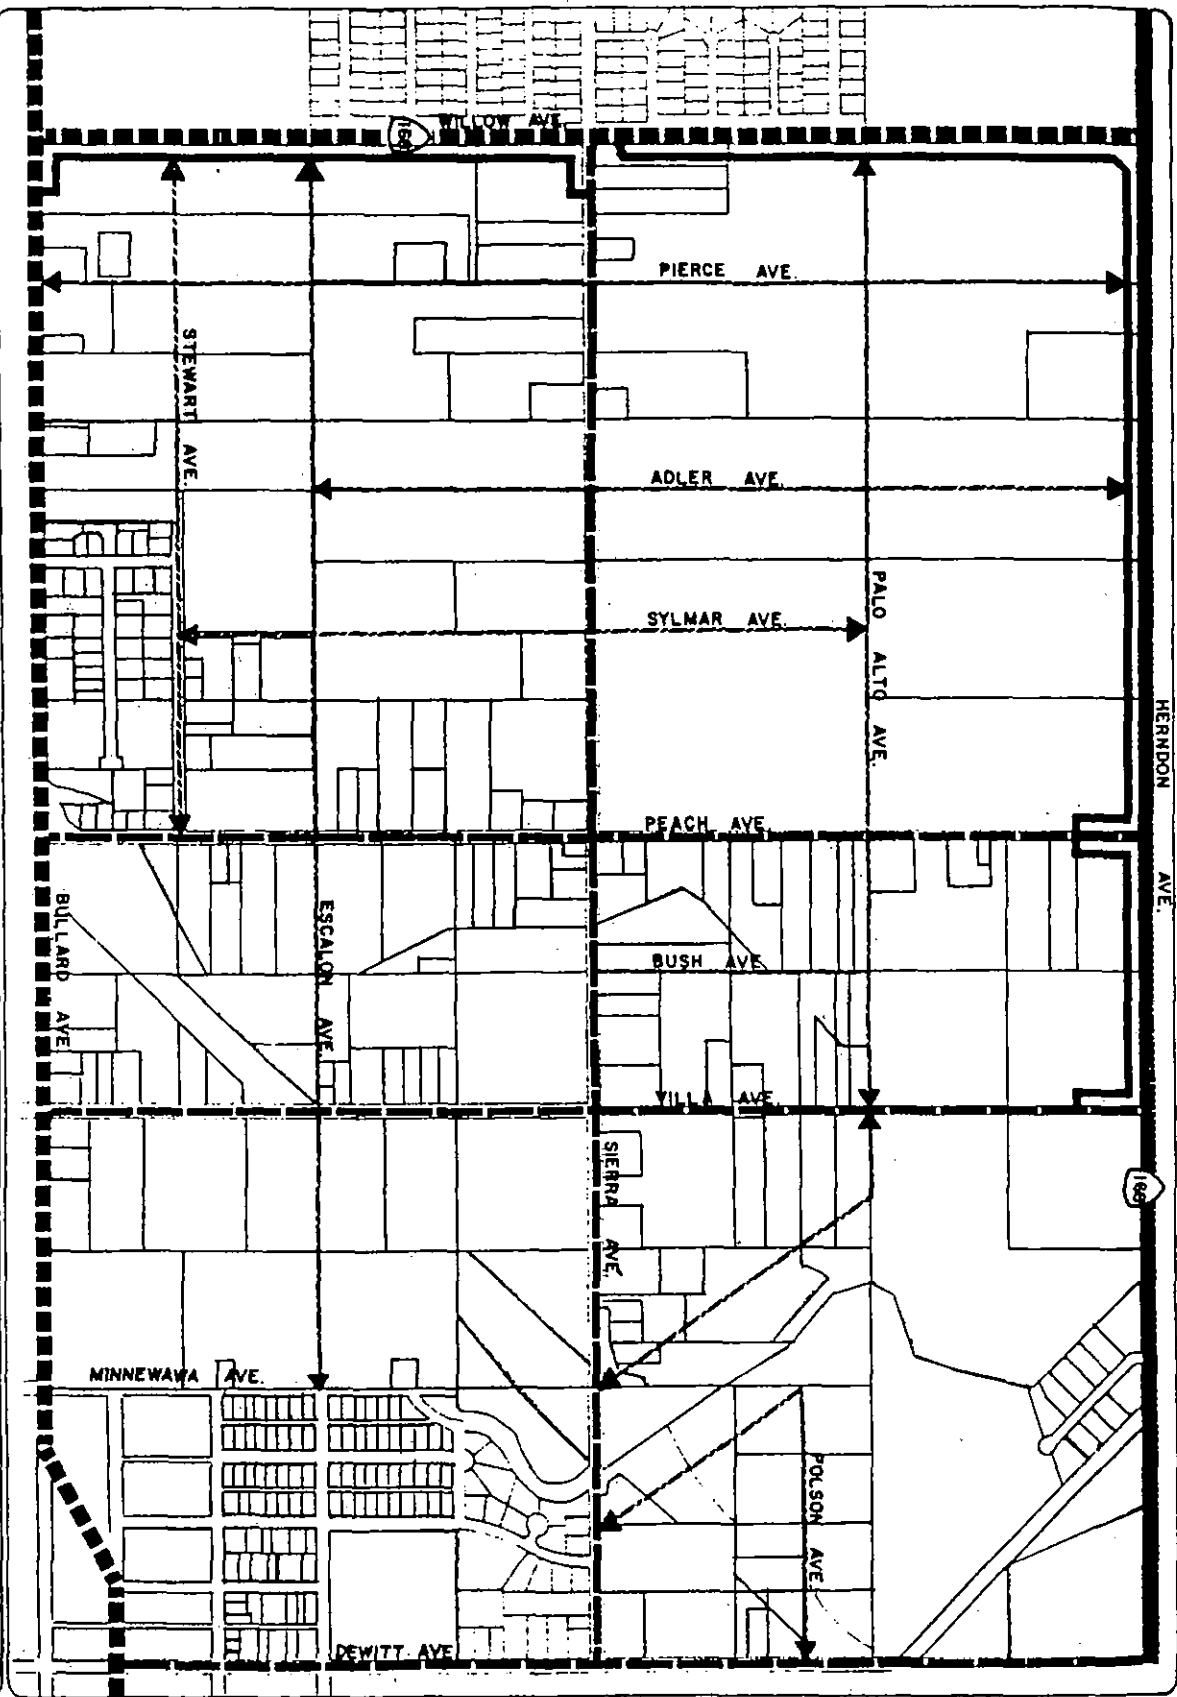 WILLOW AVE.
168
PIERCE AVE.
STEWART AVE.
ADLER AVE.
SYLMAR AVE.
PALO ALTO AVE.
HERNDON AVE.
PEACH AVE.
BULLARD AVE
ESCALON AVE.
BUSH AVE.
VILLA AVE.
SIERRA AVE.
168
MINNEWAWA AVE.
POLSON AVE.
DEWITT AVE